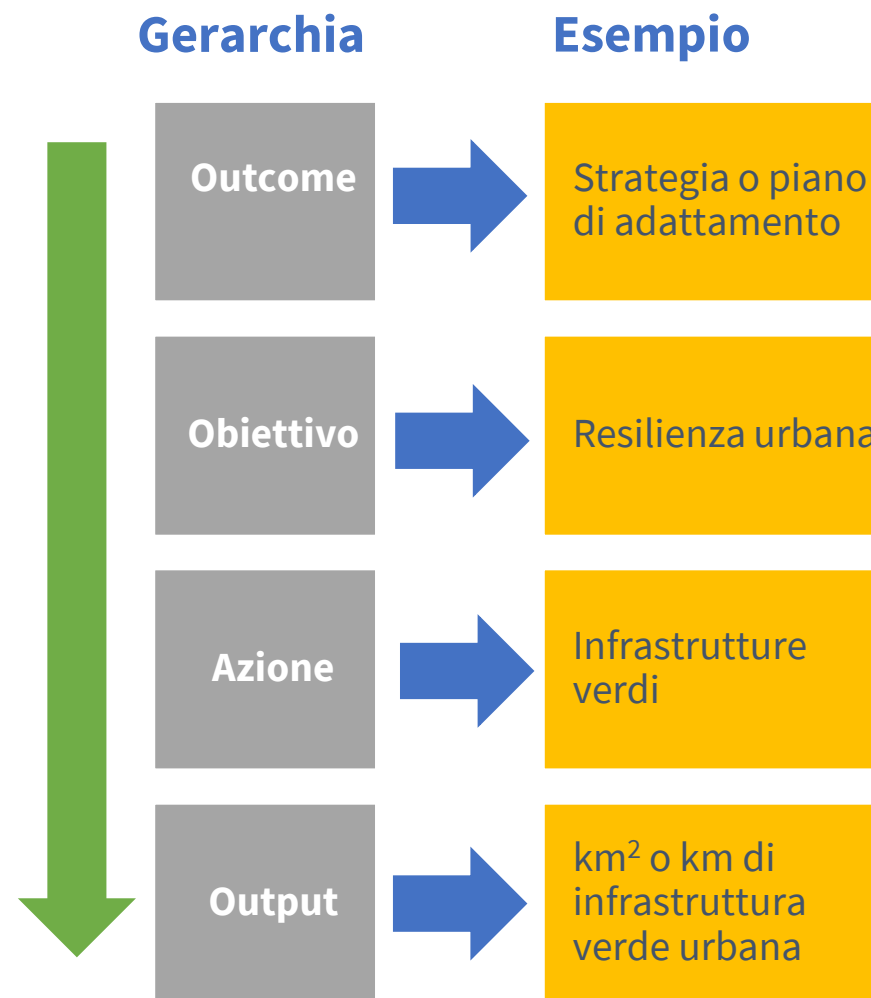 Gerarchia
Esempio
Outcome
Strategia o piano
di adattamento
Obiettivo
Resilienza urbana
Azione
Infrastrutture
verdi
Output
km² o km di
infrastruttura
verde urbana